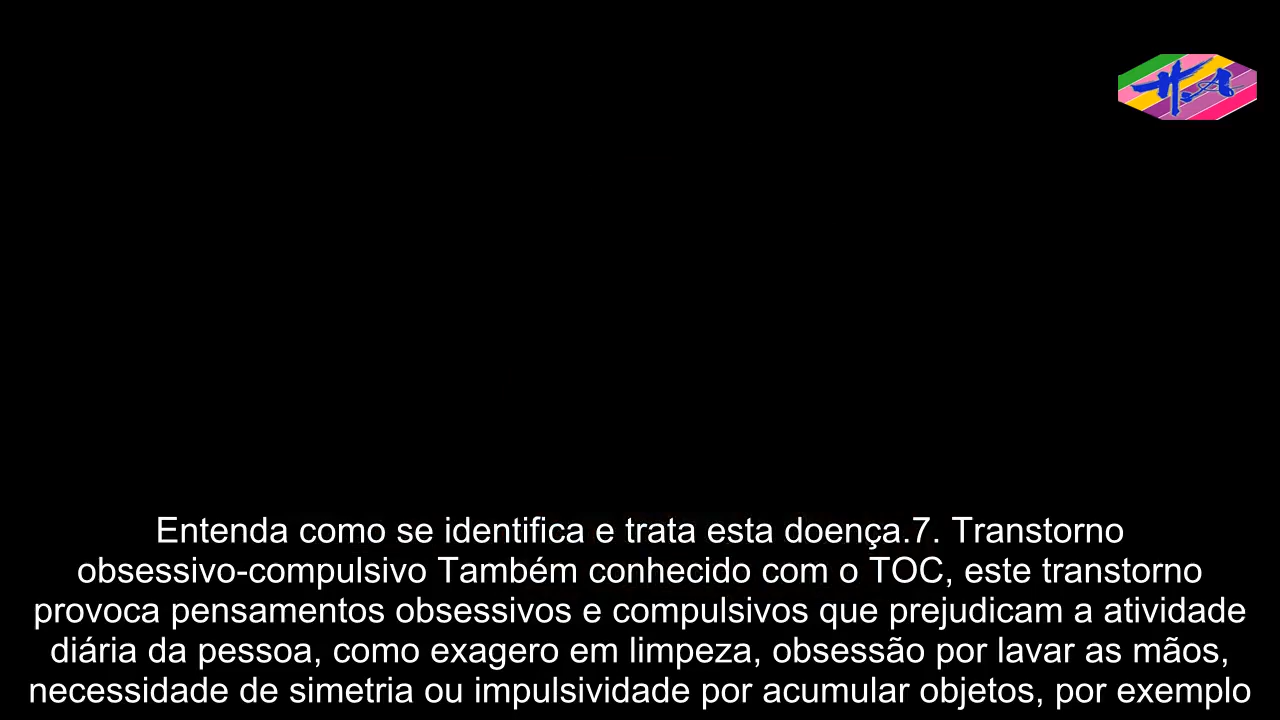 Entenda como se identifica e trata esta doença.7. Transtorno
obsessivo-compulsivo Também conhecido com o TOC, este transtorno
provoca pensamentos obsessivos e compulsivos que prejudicam a atividade
diária da pessoa, como exagero em limpeza, obsessão por lavar as mãos,
necessidade de simetria ou impulsividade por acumular objetos, por exemplo